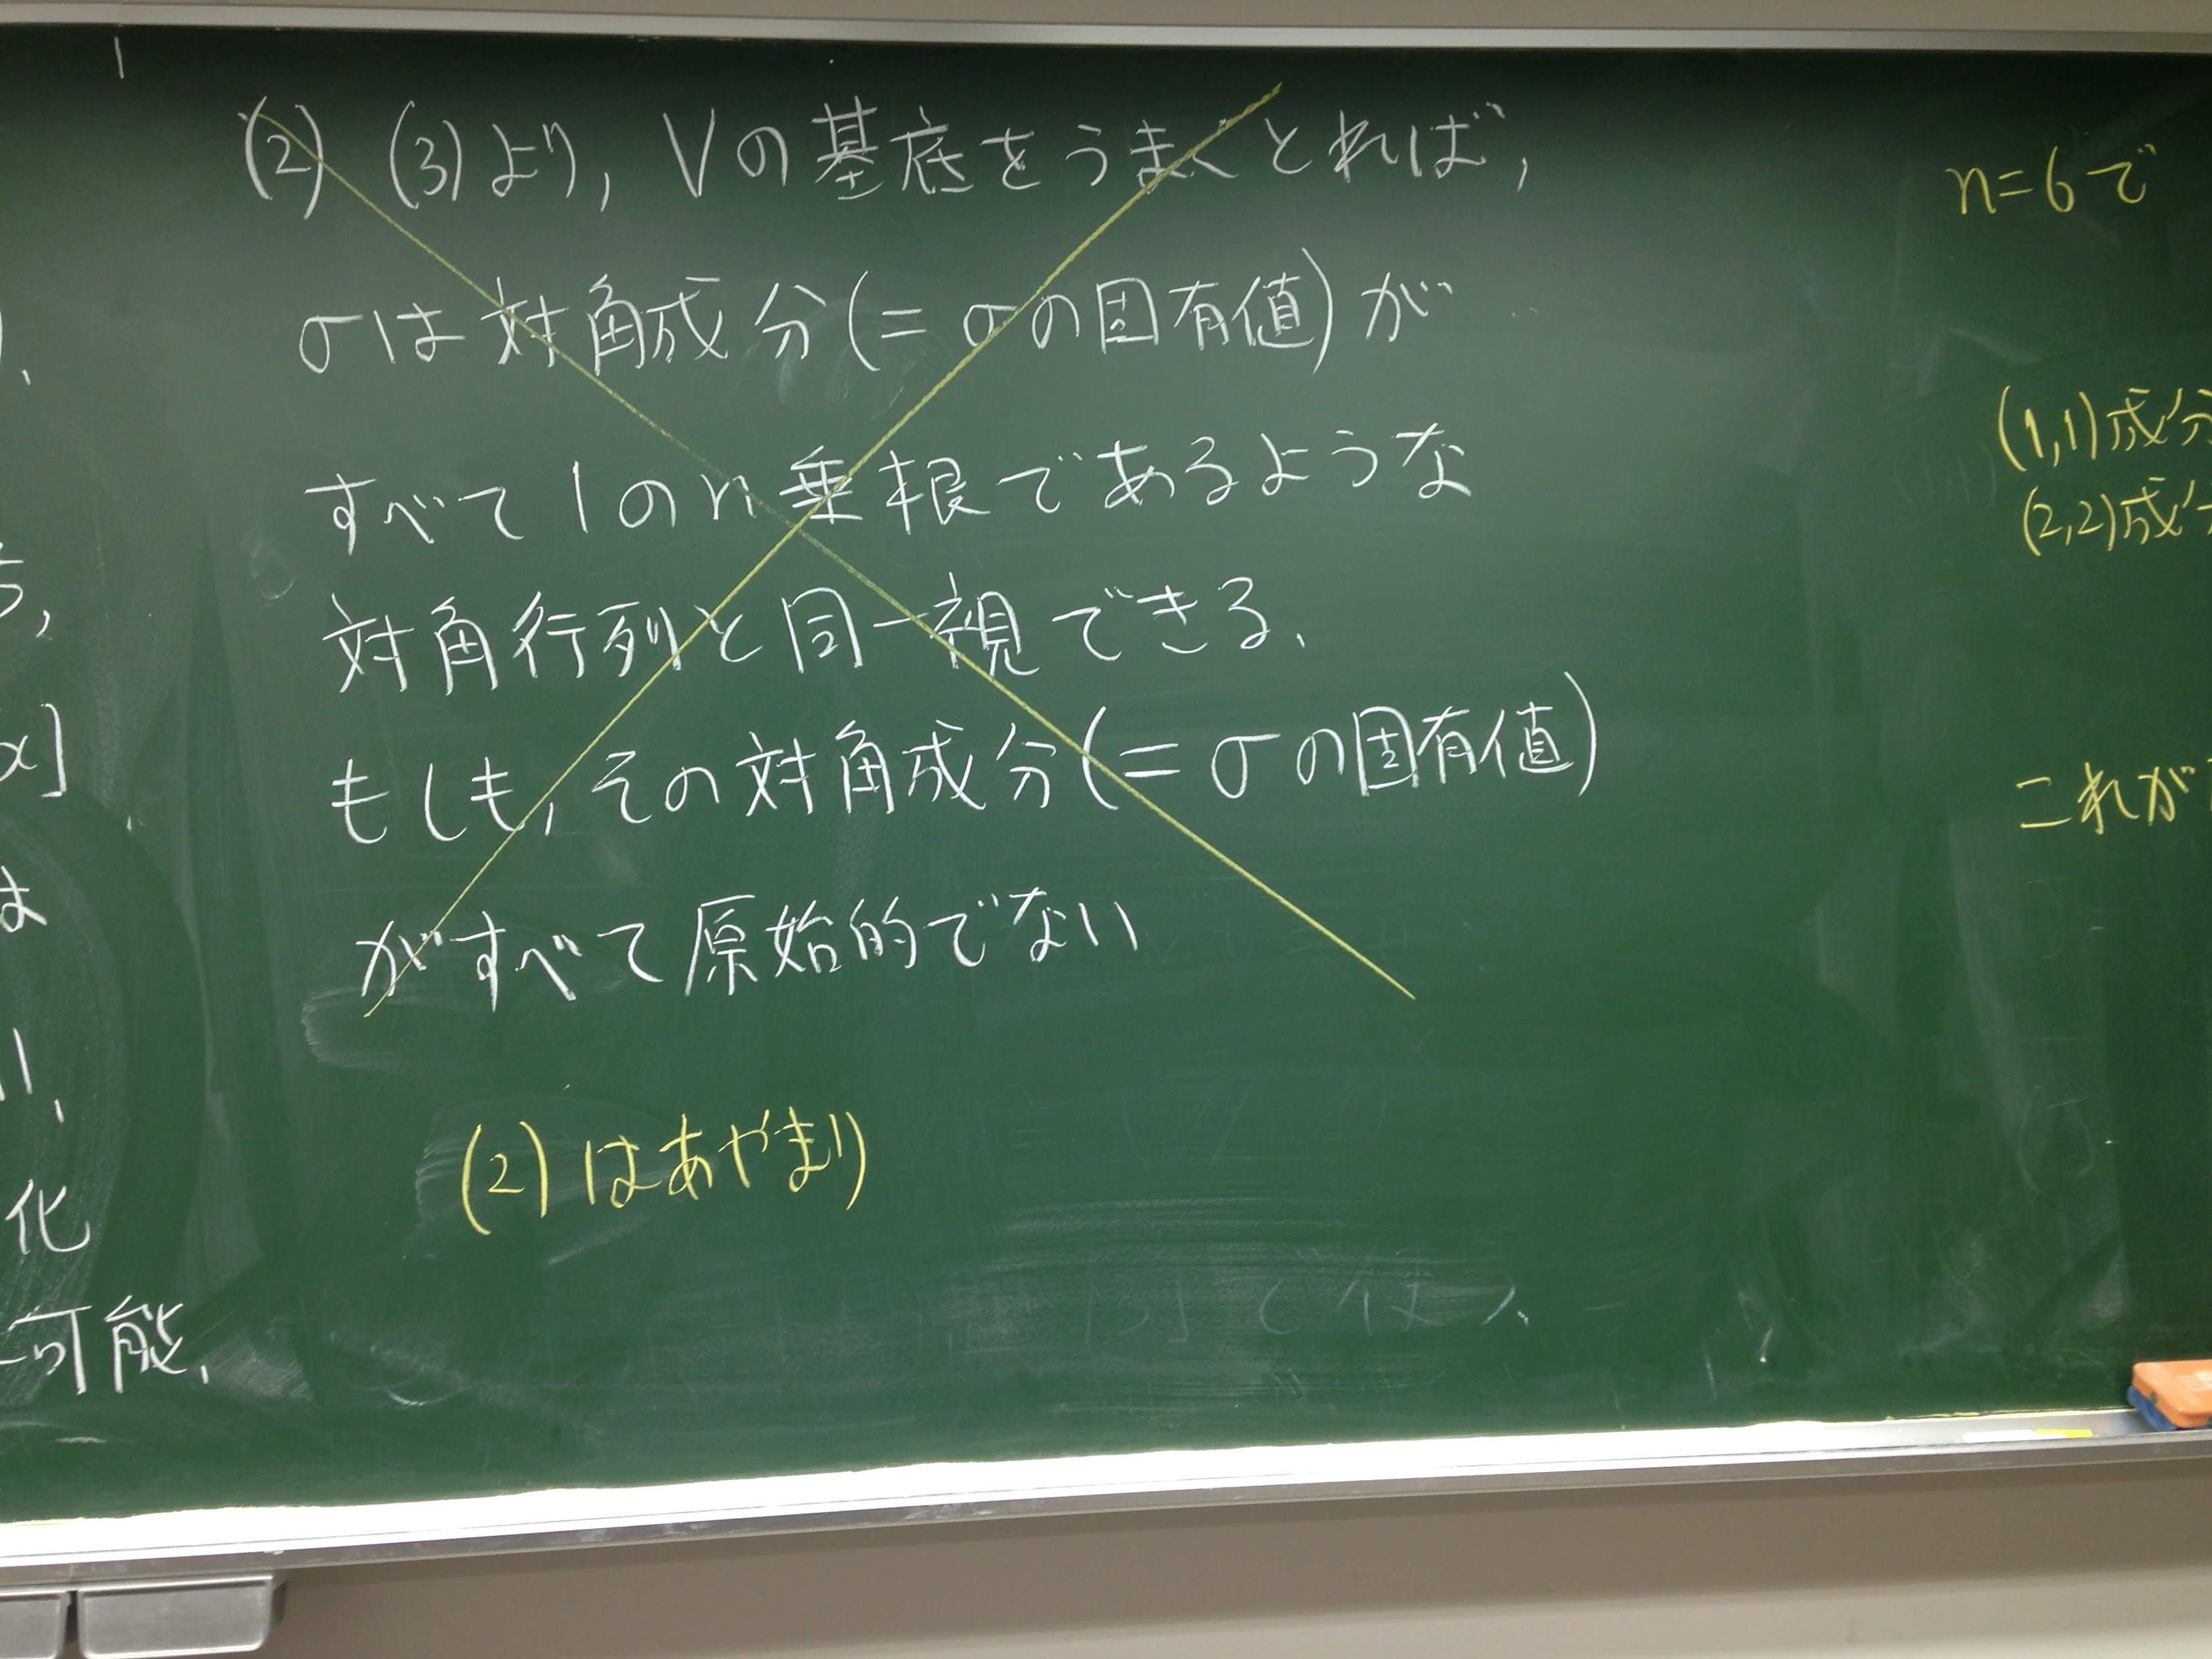 (2) (3)より, Vの基底をうまくとれば,
σは対角成分(=σの固有値)が
すべて1のn乗根であるような
対角行列と同一視できる.
もしも, その対角成分(=σの固有値)
がすべて原始的でない
(2)はあやまり
n=6で
(1,1)成分
(2,2)成分
これが
x]
は
化
可能.